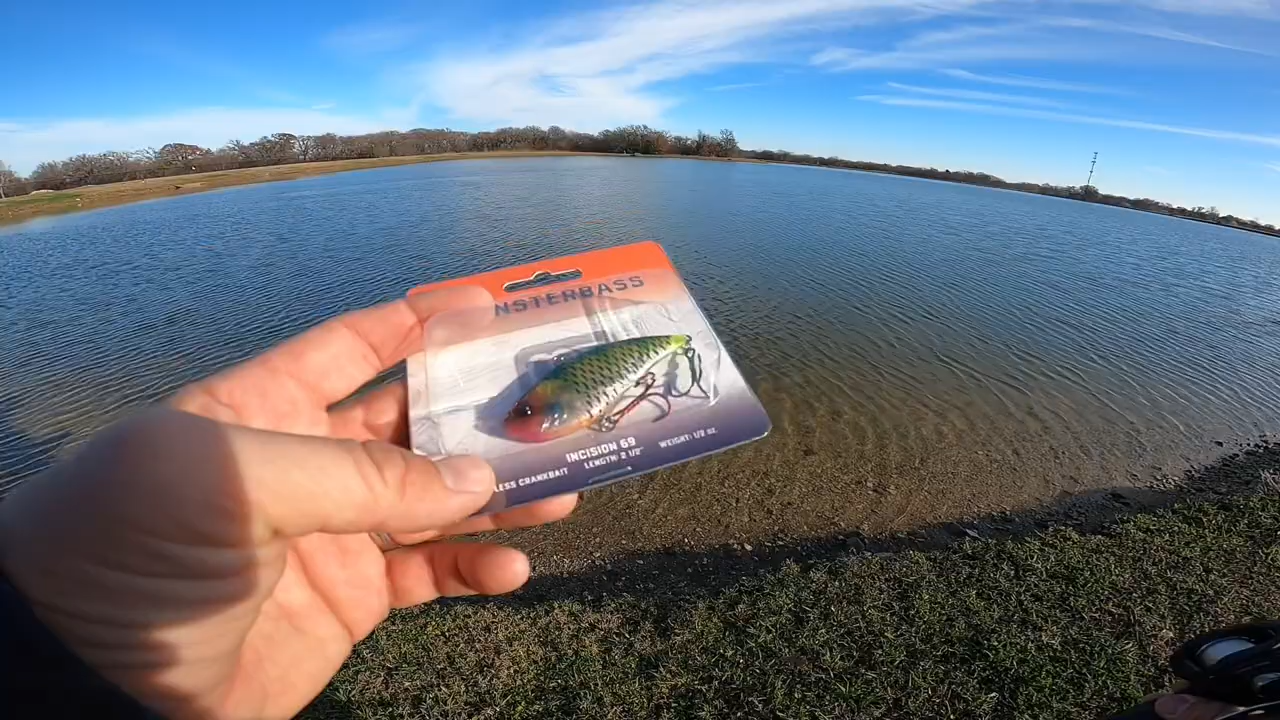 NSTERBASS
INCISION 69
LESS CRANKBAIT LENGTH: 2 1/2" WEIGHT: 1/2 oz.